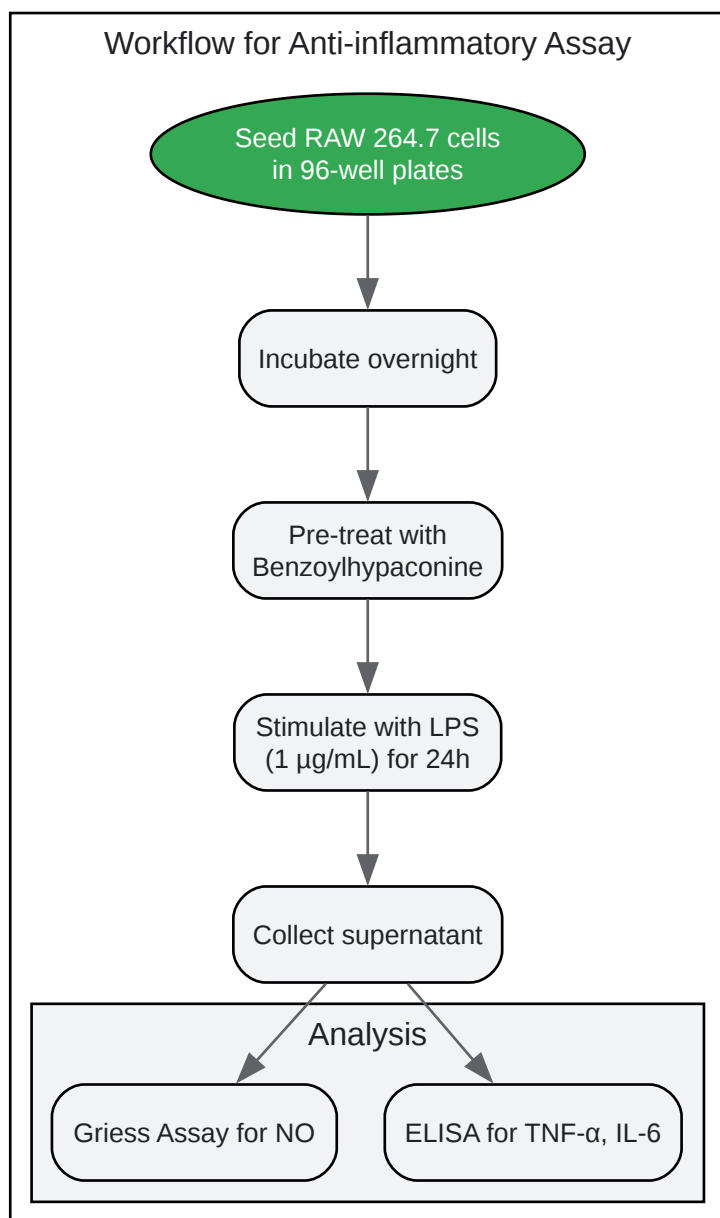 Workflow for Anti-inflammatory Assay
Seed RAW 264.7 cells
in 96-well plates
Incubate overnight
Pre-treat with
Benzoylhypaconine
Stimulate with LPS
(1 µg/mL) for 24h
Collect supernatant
Analysis
Griess Assay for NO
ELISA for TNF-α, IL-6